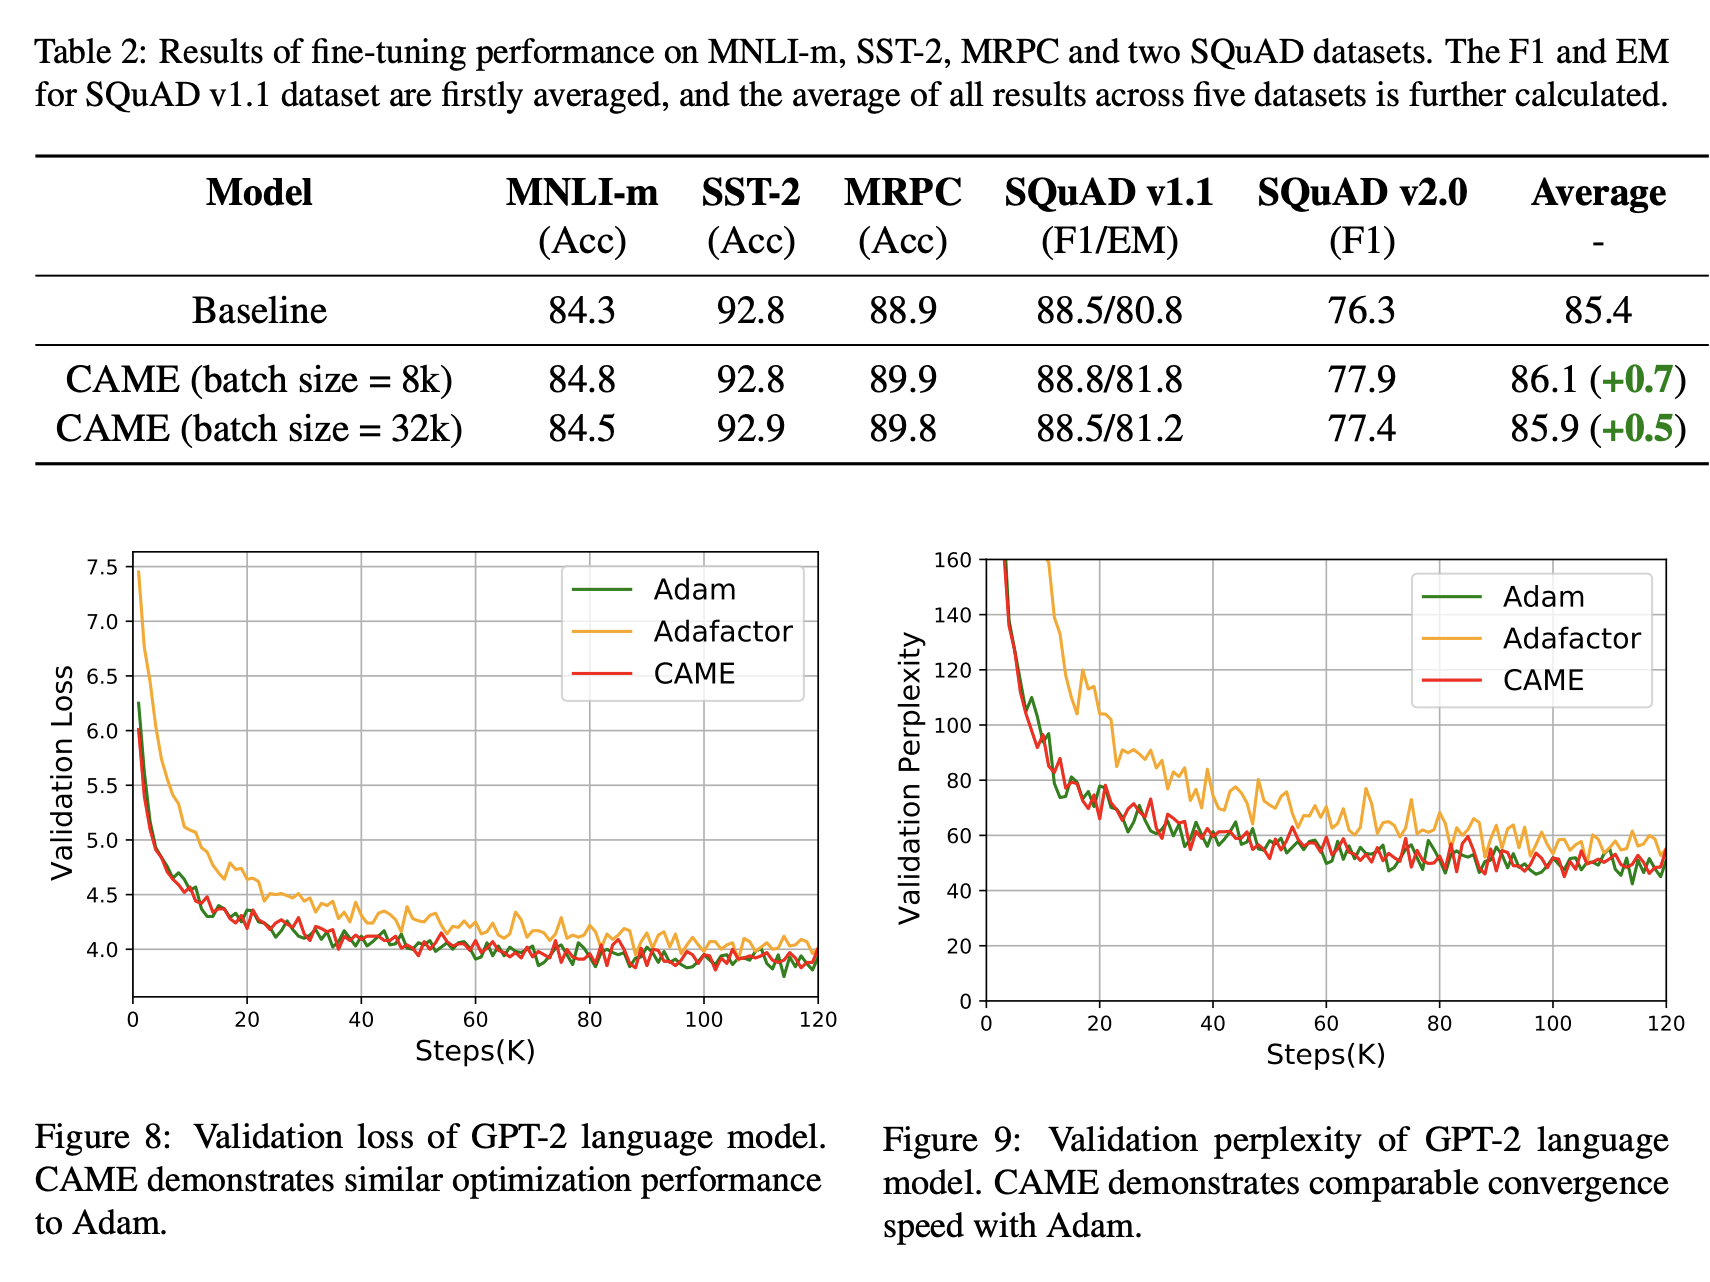 Table 2: Results of fine-tuning performance on MNLI-m, SST-2, MRPC and two SQuAD datasets. The F1 and EM
for SQuAD v1.1 dataset are firstly averaged, and the average of all results across five datasets is further calculated.
Model MNLI-m SST-2 MRPC SQuAD v1.1 SQuAD v2.0 Average
(Acc) (Acc) (Acc) (F1/EM) (F1) -
Baseline 84.3 92.8 88.9 88.5/80.8 76.3 85.4
CAME (batch size = 8k) 84.8 92.8 89.9 88.8/81.8 77.9 86.1 (+0.7)
CAME (batch size = 32k) 84.5 92.9 89.8 88.5/81.2 77.4 85.9 (+0.5)
Validation Loss
7.5
7.0
6.5
6.0
5.5
5.0
4.5
4.0
Adam
Adafactor
CAME
0 20 40 60 80 100 120
Steps(K)
Figure 8: Validation loss of GPT-2 language model.
CAME demonstrates similar optimization performance
to Adam.
Validation Perplexity
160
140
120
100
80
60
40
20
0
Adam
Adafactor
CAME
0 20 40 60 80 100 120
Steps(K)
Figure 9: Validation perplexity of GPT-2 language
model. CAME demonstrates comparable convergence
speed with Adam.